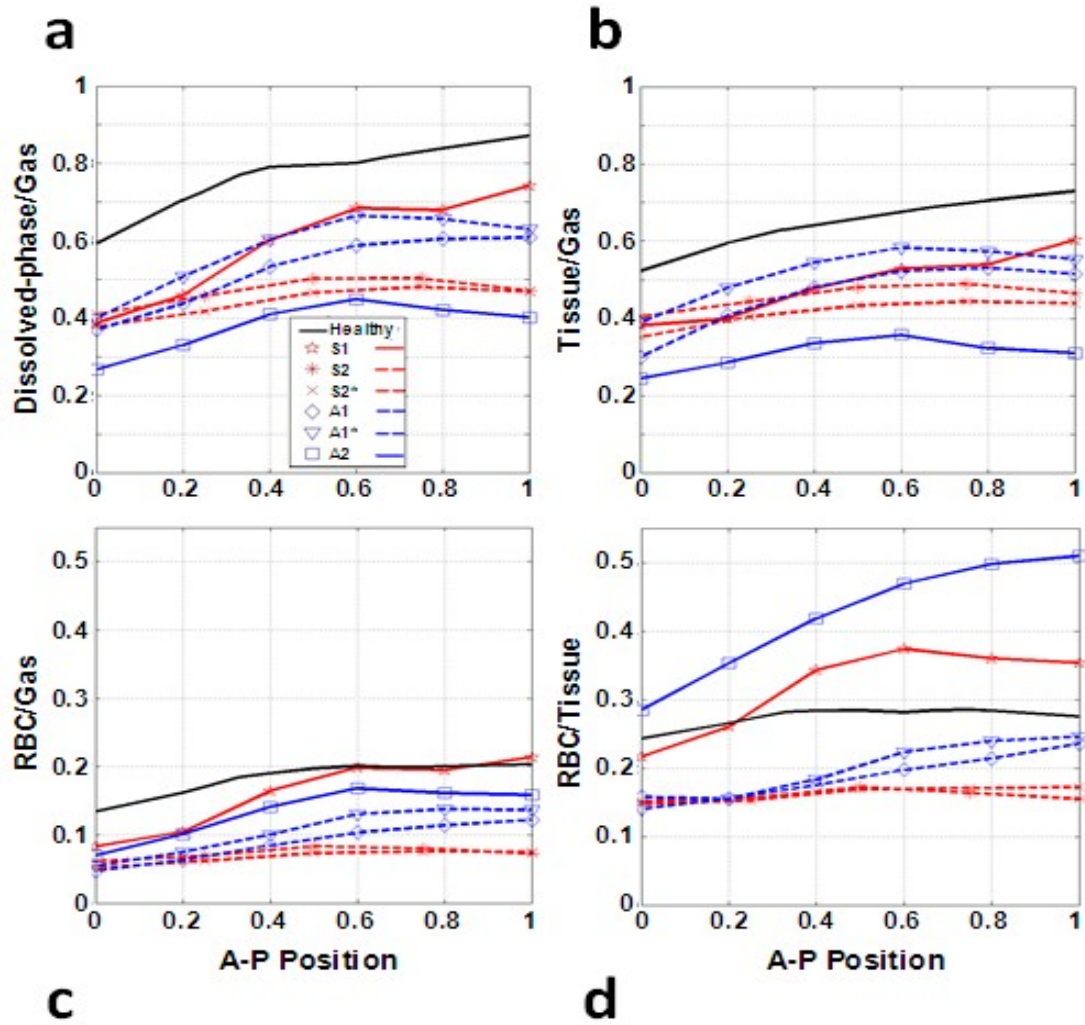 a
b
Dissolved-phase/Gas
1
0.8
0.6
0.4
0.2
0
0 0.2 0.4 0.6 0.8 1
Healthy
S1
S2
S2*
A1
A1*
A2
Tissue/Gas
1
0.8
0.6
0.4
0.2
0
0 0.2 0.4 0.6 0.8 1
RBC/Gas
0.5
0.4
0.3
0.2
0.1
0
0 0.2 0.4 0.6 0.8 1
A-P Position
RBC/Tissue
0.5
0.4
0.3
0.2
0.1
0
0 0.2 0.4 0.6 0.8 1
A-P Position
c
d